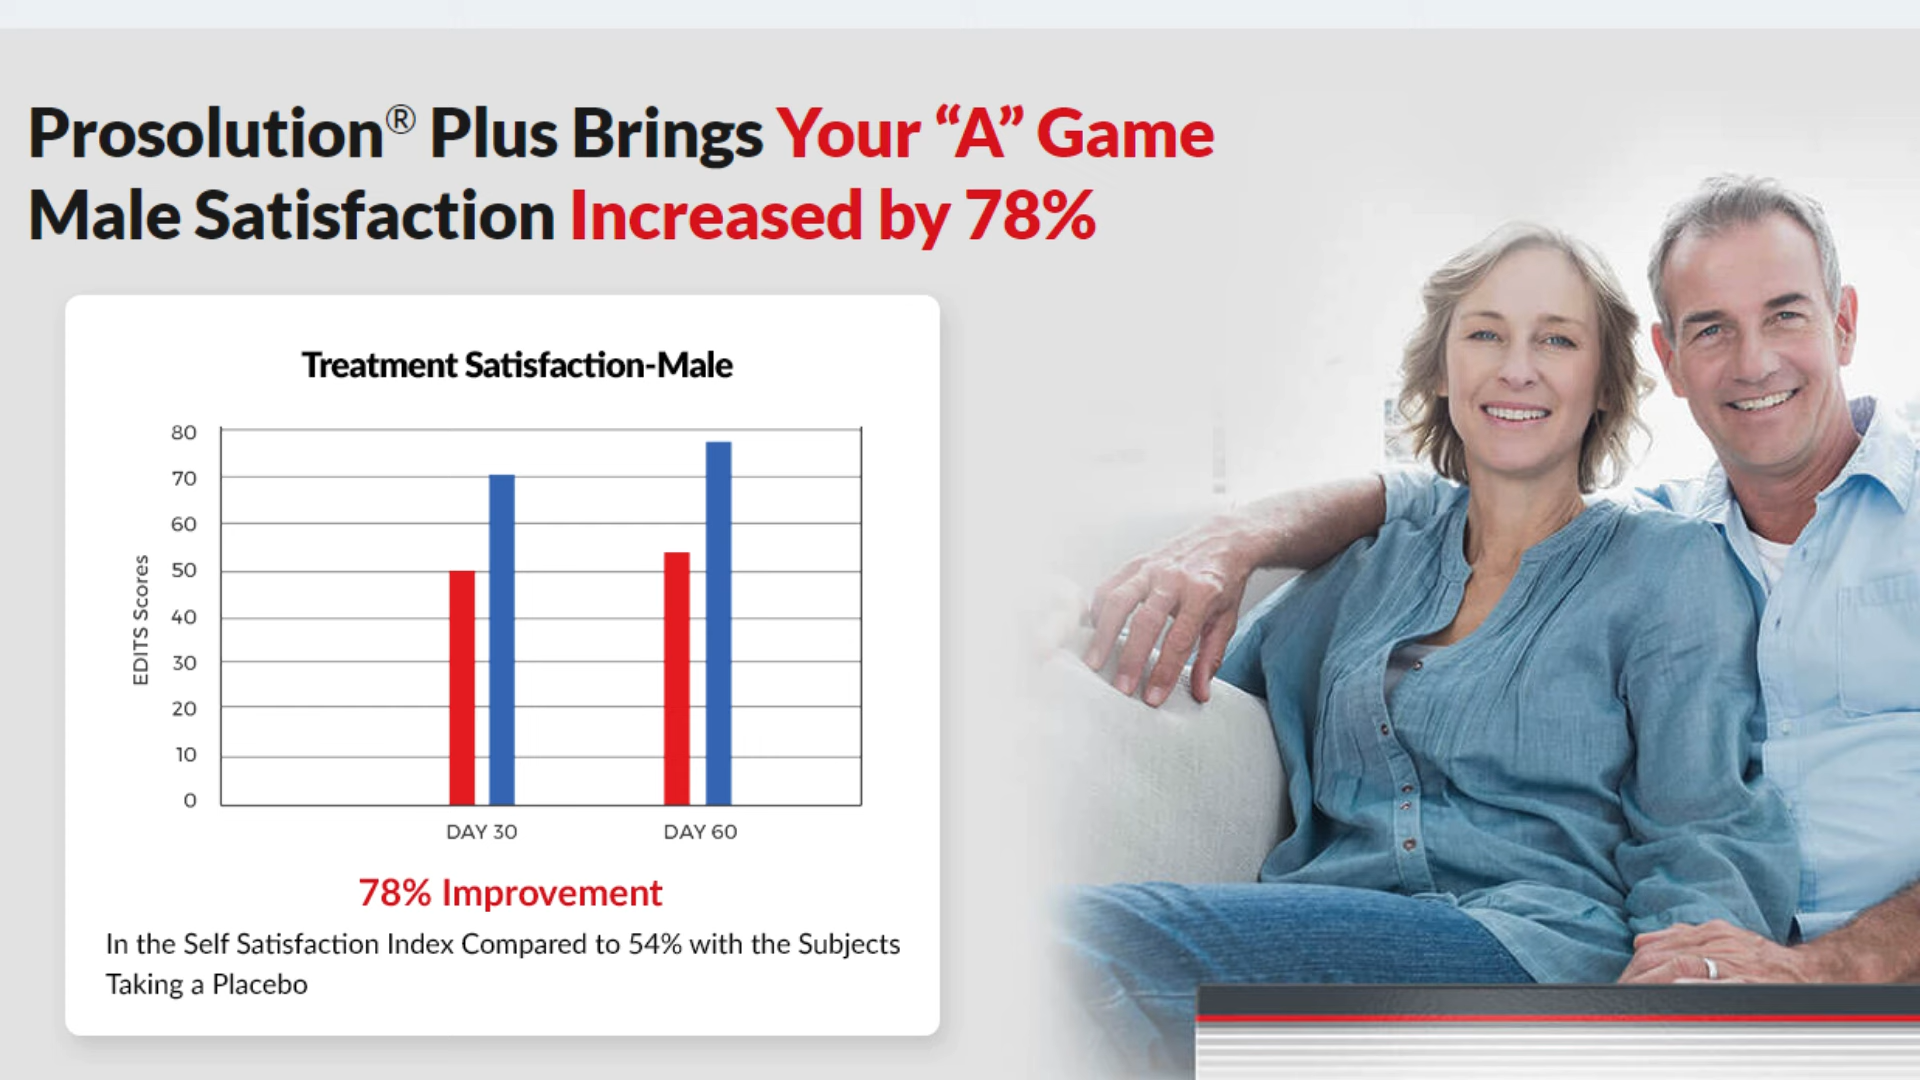 Prosolution® Plus Brings Your “A” Game
Male Satisfaction Increased by 78%
Treatment Satisfaction-Male
80
70
60
50
40
30
20
10
0
EDITS Scores
DAY 30
DAY 60
78% Improvement
In the Self Satisfaction Index Compared to 54% with the Subjects
Taking a Placebo